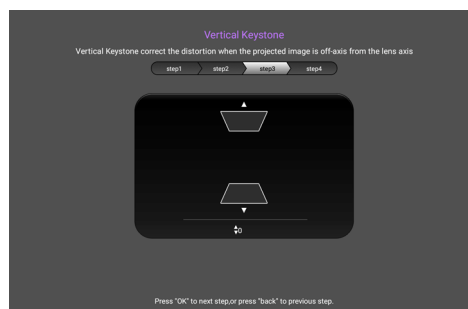 Vertical Keystone
Vertical Keystone correct the distortion when the projected image is off-axis from the lens axis
step1 step2 step3 step4
0
Press "OK" to next step,or press "back" to previous step.